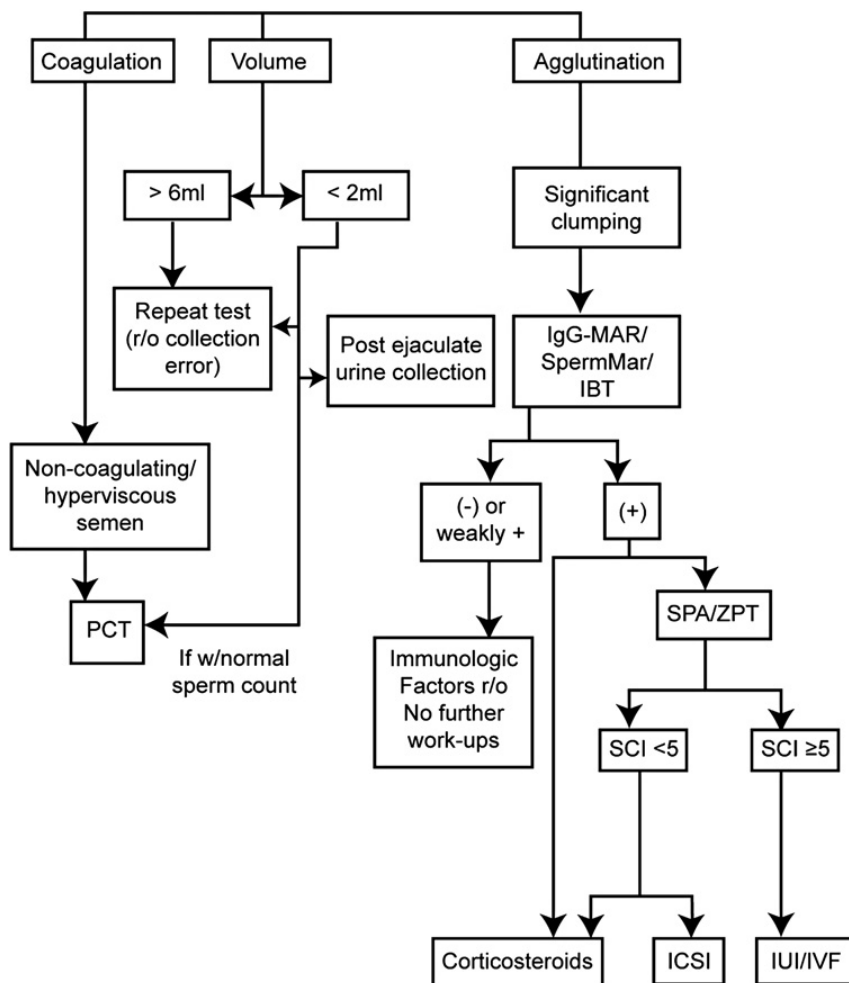 Coagulation
Volume
Agglutination
> 6ml
< 2ml
Significant
clumping
Repeat test
(r/o collection
error)
Post ejaculate
urine collection
IgG-MAR/
SpermMar/
IBT
Non-coagulating/
hyperviscous
semen
(-) or
weakly +
(+)
PCT
If w/normal
sperm count
SPA/ZPT
Immunologic
Factors r/o
No further
work-ups
SCI <5
SCI ≥5
Corticosteroids
ICSI
IUI/IVF